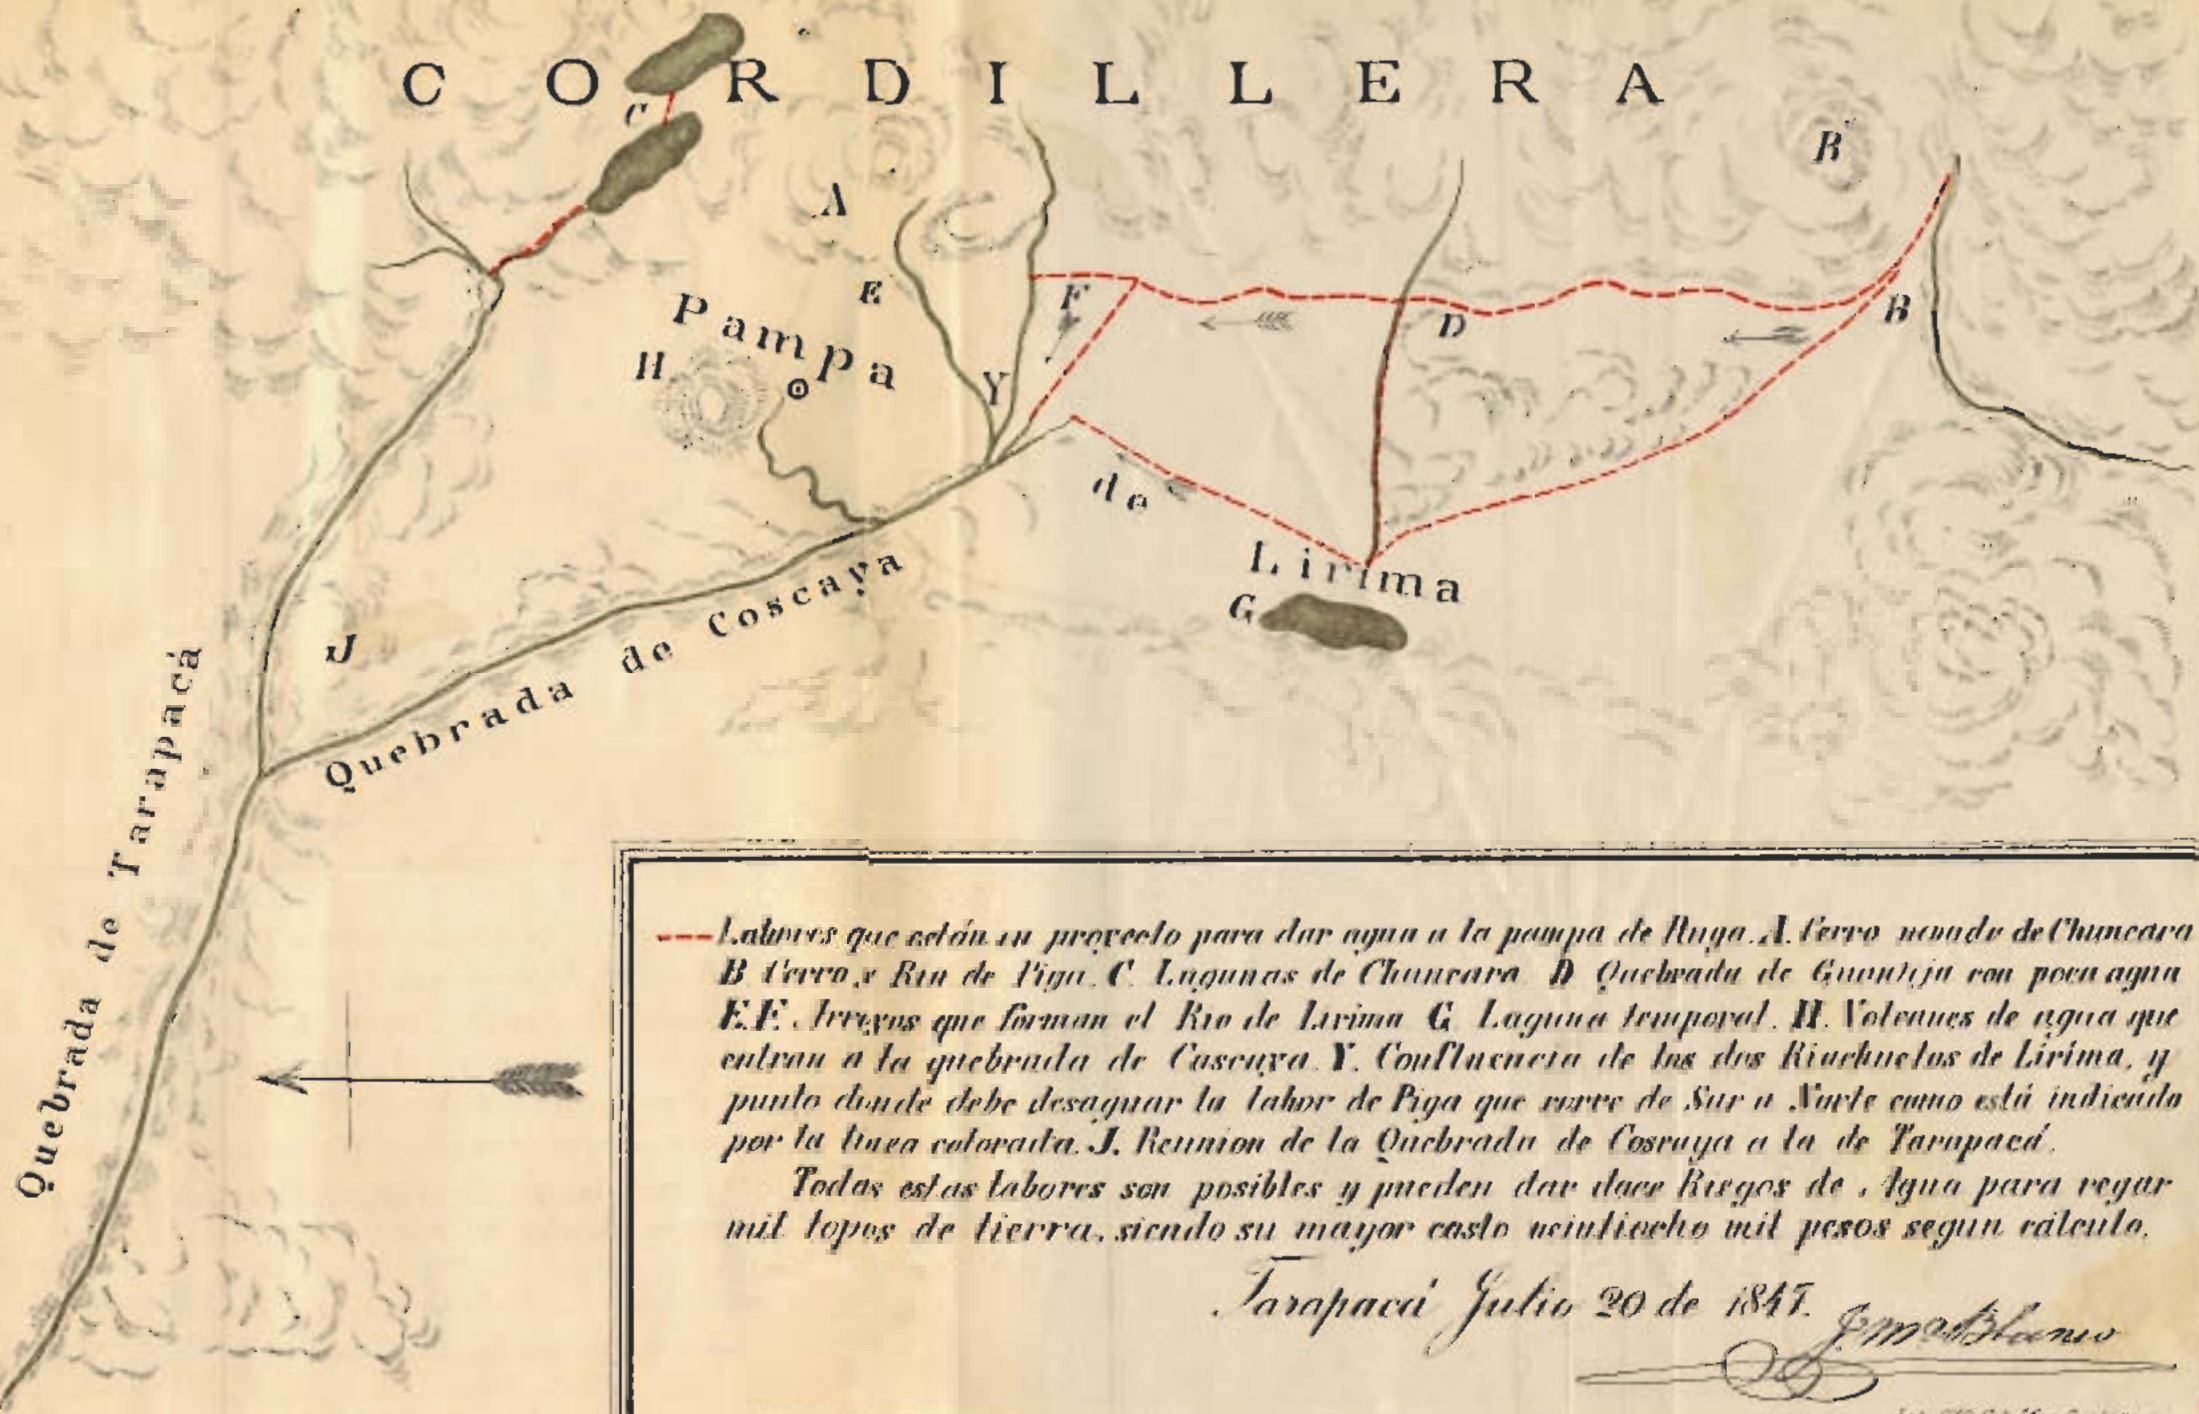 CORDILLERA
C
B
A
E
Pampa
H
F
D
B
Y
de
Lirima
G
Quebrada de Coscaya
J
Quebrada de Tarapacá
Labores que están en proyecto para dar agua a la pampa de A. Cerro nevado de Chuncara
B Cerro y Rio de Piga. C. Lagunas de Chuncara D Quebrada de con poca agua
E.F. Arroyos que forman el Rio de Lirima G Laguna temporal. H. Volcanes de agua que
entran a la quebrada de Coscaya. Y. Confluencia de los dos Riachuelos de Lirima, y
punto donde debe desaguar la labor de Piga que corre de Sur a Norte como está indicado
por la linea colorada. J. Reunion de la Quebrada de Coscaya a la de Tarapacá.
Todas estas labores son posibles y pueden dar doce Riegos de Agua para regar
mil topos de tierra, siendo su mayor costo veintiocho mil pesos segun cálculo.
Tarapacá Julio 20 de 1847.
J. Mª Blanco